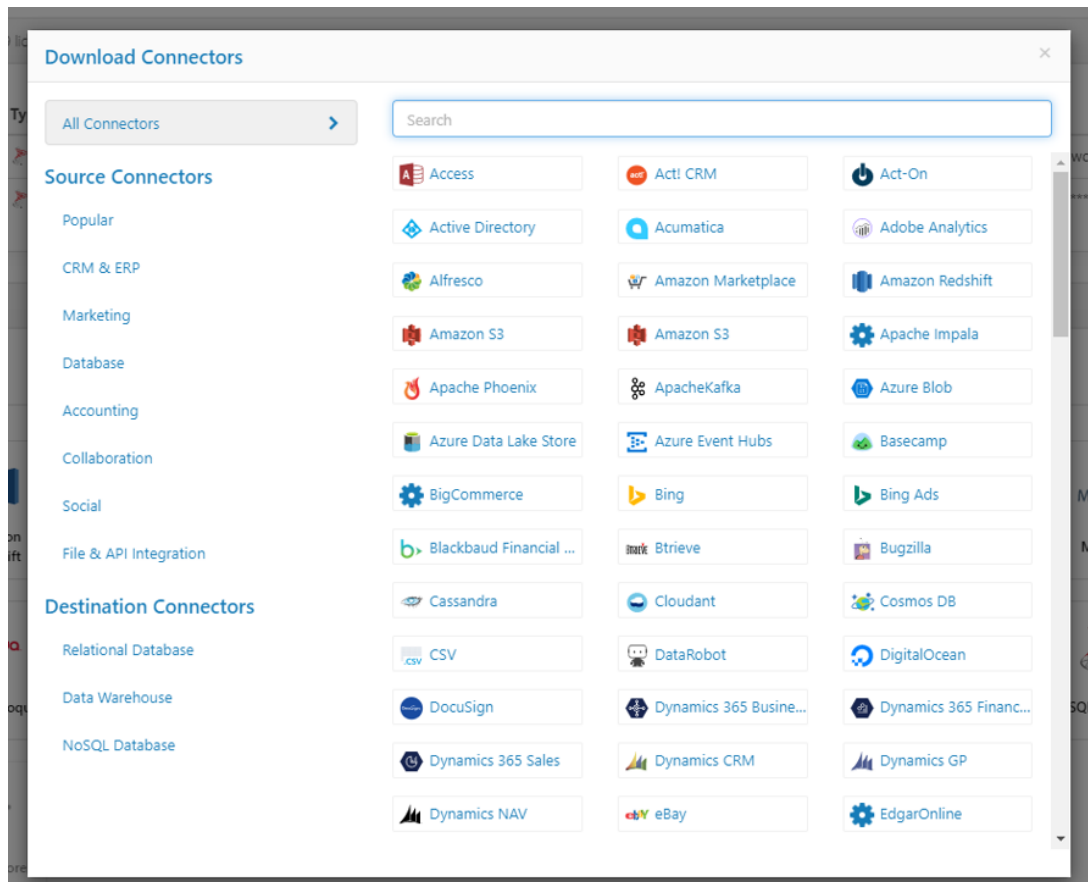 Download Connectors
×
All Connectors
Search
Source Connectors
Popular
CRM & ERP
Marketing
Database
Accounting
Collaboration
Social
File & API Integration
Destination Connectors
Relational Database
Data Warehouse
NoSQL Database
Access
Act! CRM
Act-On
Active Directory
Acumatica
Adobe Analytics
Alfresco
Amazon Marketplace
Amazon Redshift
Amazon S3
Amazon S3
Apache Impala
Apache Phoenix
ApacheKafka
Azure Blob
Azure Data Lake Store
Azure Event Hubs
Basecamp
BigCommerce
Bing
Bing Ads
Blackbaud Financial ...
Btrieve
Bugzilla
Cassandra
Cloudant
Cosmos DB
CSV
DataRobot
DigitalOcean
DocuSign
Dynamics 365 Busine...
Dynamics 365 Financ...
Dynamics 365 Sales
Dynamics CRM
Dynamics GP
Dynamics NAV
eBay
EdgarOnline